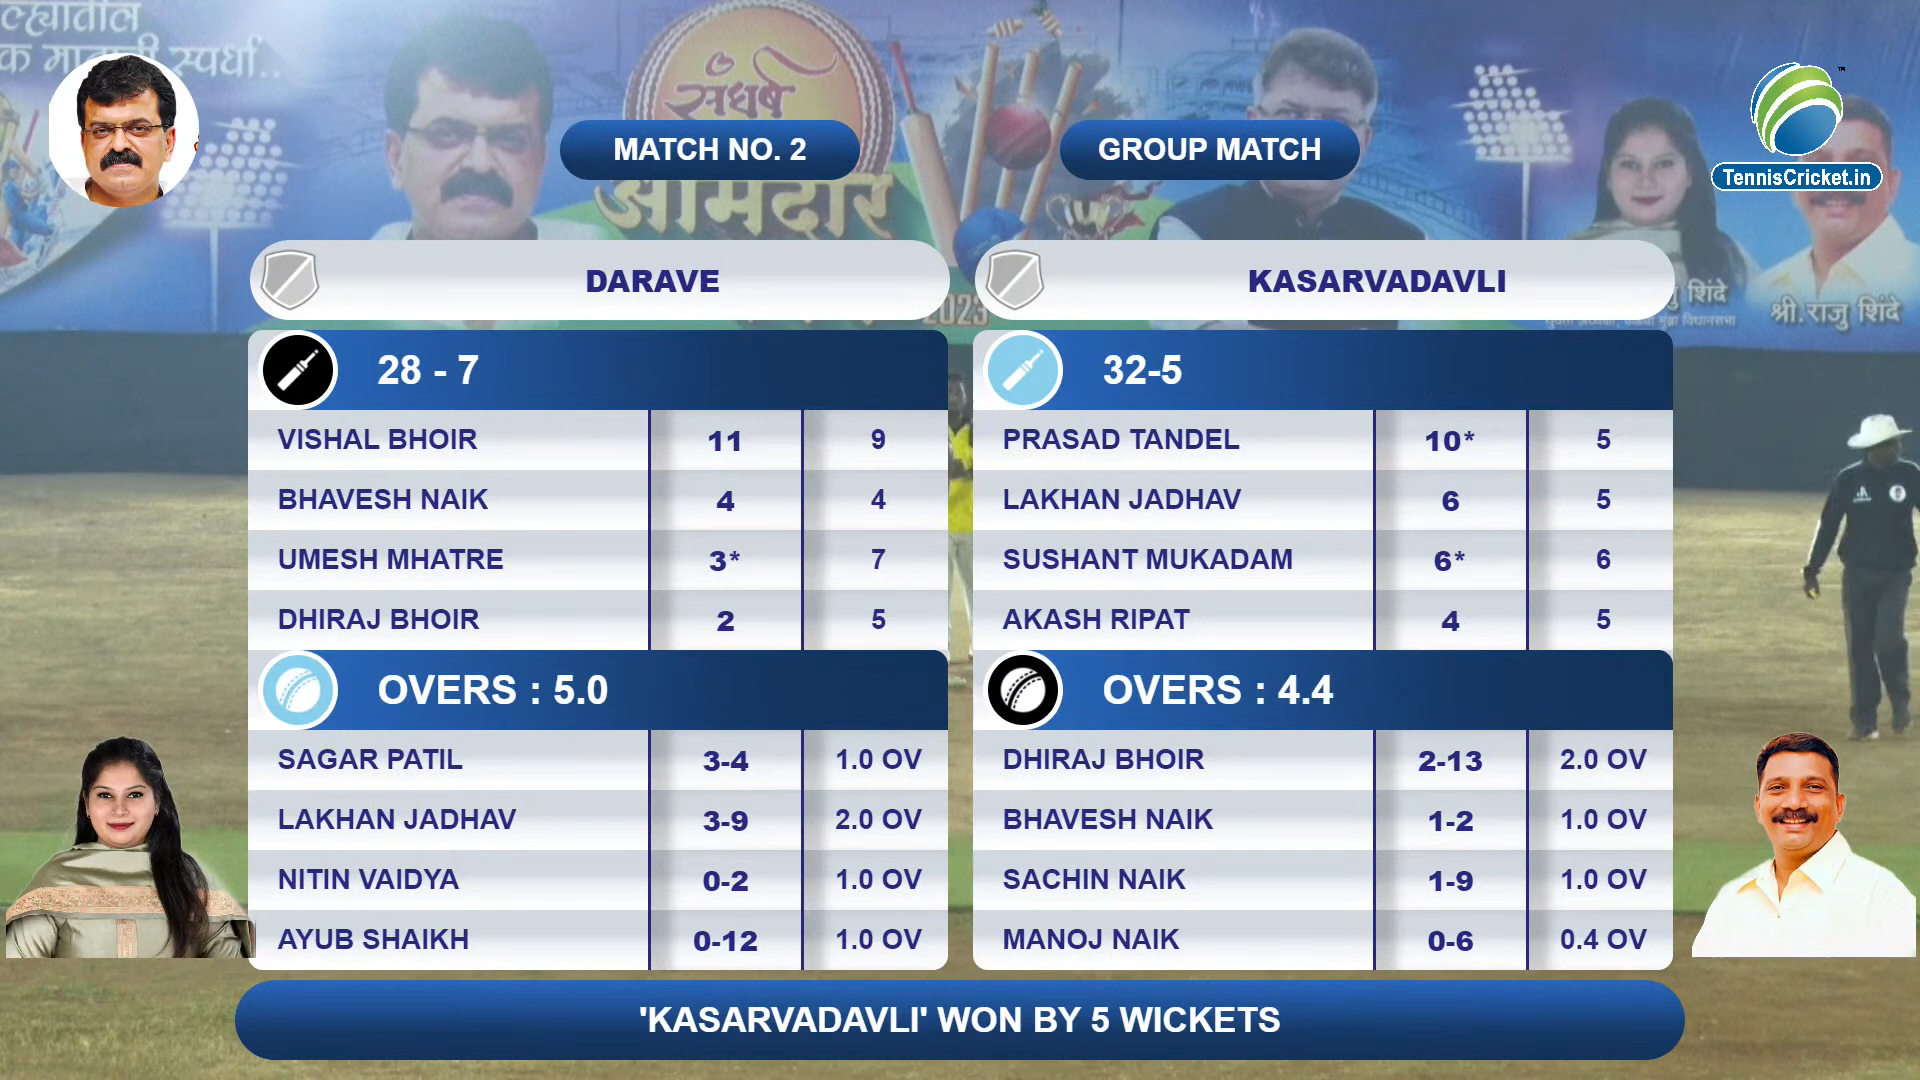 ल्ह्यातील
स्पर्धा..
संघर्ष
आमदार
2023
शिंदे
श्री.राजु शिंदे
TennisCricket.in
MATCH NO. 2
GROUP MATCH
DARAVE
KASARVADAVLI
28 - 7
VISHAL BHOIR 11 9
BHAVESH NAIK 4 4
UMESH MHATRE 3* 7
DHIRAJ BHOIR 2 5
OVERS : 5.0
SAGAR PATIL 3-4 1.0 OV
LAKHAN JADHAV 3-9 2.0 OV
NITIN VAIDYA 0-2 1.0 OV
AYUB SHAIKH 0-12 1.0 OV
32-5
PRASAD TANDEL 10* 5
LAKHAN JADHAV 6 5
SUSHANT MUKADAM 6* 6
AKASH RIPAT 4 5
OVERS : 4.4
DHIRAJ BHOIR 2-13 2.0 OV
BHAVESH NAIK 1-2 1.0 OV
SACHIN NAIK 1-9 1.0 OV
MANOJ NAIK 0-6 0.4 OV
'KASARVADAVLI' WON BY 5 WICKETS